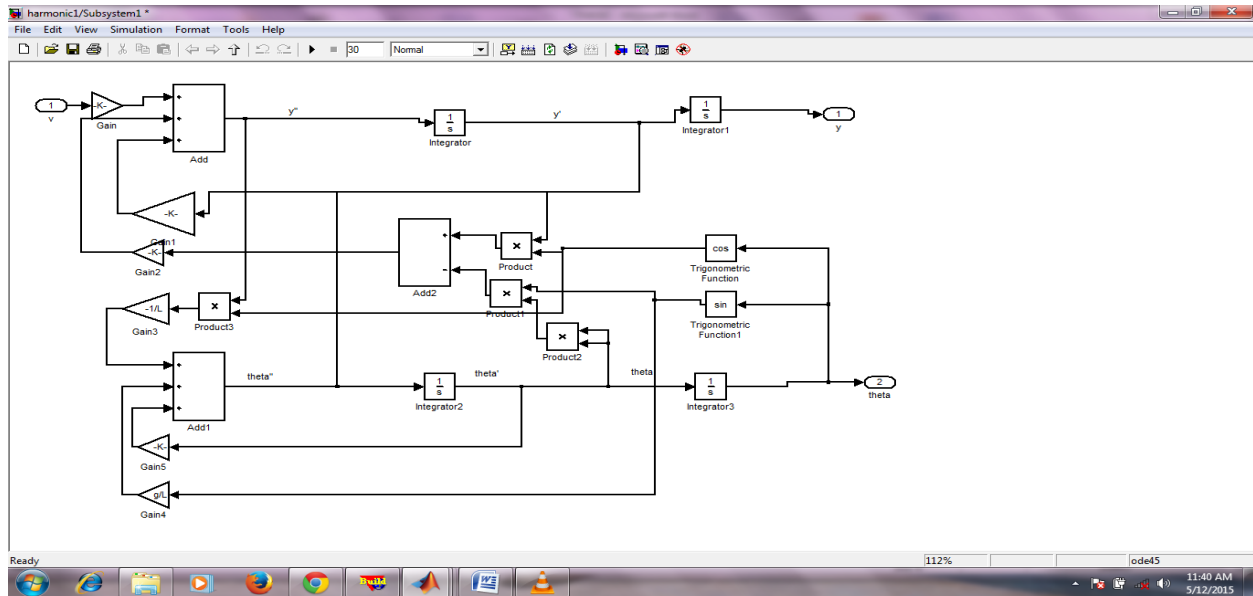 harmonic1/Subsystem1 *
File Edit View Simulation Format Tools Help
30 Normal
1
v
-K-
Gain
+
+
+
Add
y''
1
s
Integrator
y'
1
s
Integrator1
1
y
-K-
Gain1
-K-
Gain2
+
-
Add2
×
Product
×
Product1
×
Product2
cos
Trigonometric
Function
sin
Trigonometric
Function1
-1/L
Gain3
×
Product3
+
+
+
Add1
theta''
1
s
Integrator2
theta'
theta
1
s
Integrator3
2
theta
-K-
Gain5
g/L
Gain4
Ready 112% ode45
Build
11:40 AM
5/12/2015